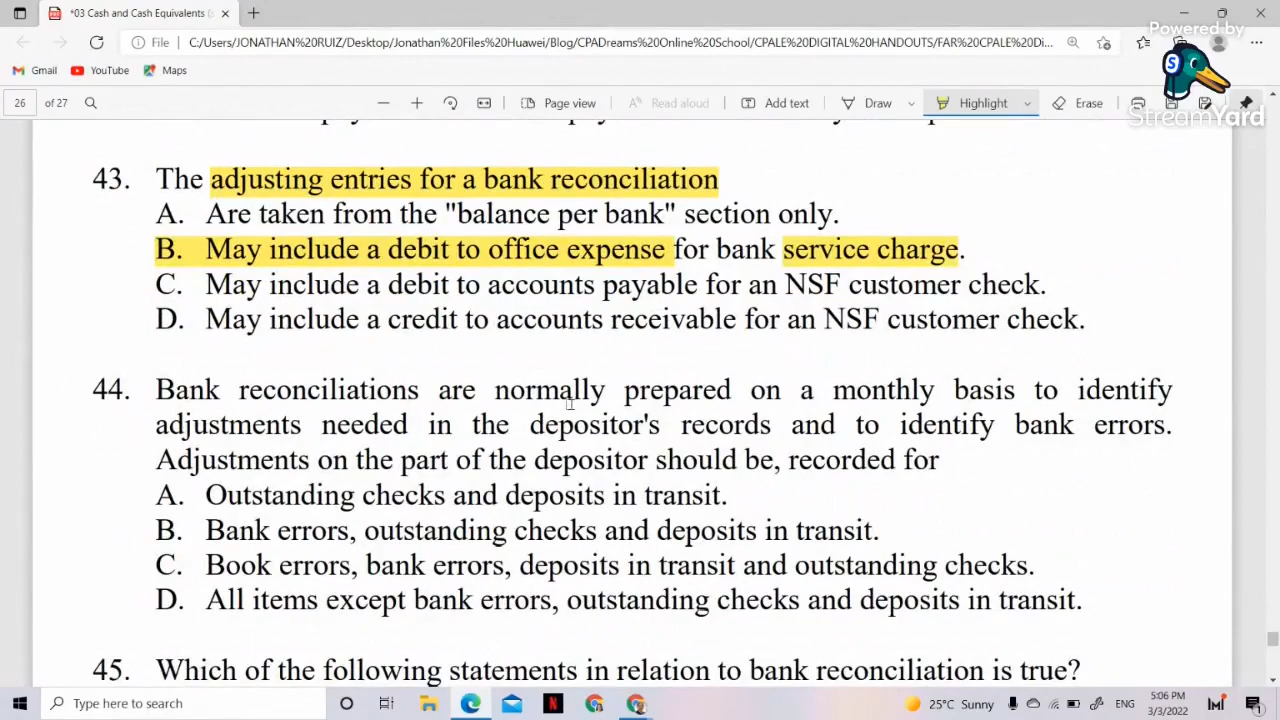 *03 Cash and Cash Equivalents (s
Powered by
File
C:/Users/JONATHAN%20RUIZ/Desktop/Jonathan%20Files%20Huawei/Blog/CPADreams%20Online%20School/CPALE%20DIGITAL%20HANDOUTS/FAR%20CPALE%20Di...
Gmail
YouTube
Maps
S
StreamYard
26 of 27
Page view
Read aloud
Add text
Draw
Highlight
Erase
43. The adjusting entries for a bank reconciliation
A. Are taken from the "balance per bank" section only.
B. May include a debit to office expense for bank service charge.
C. May include a debit to accounts payable for an NSF customer check.
D. May include a credit to accounts receivable for an NSF customer check.
44. Bank reconciliations are normally prepared on a monthly basis to identify
adjustments needed in the depositor's records and to identify bank errors.
Adjustments on the part of the depositor should be, recorded for
A. Outstanding checks and deposits in transit.
B. Bank errors, outstanding checks and deposits in transit.
C. Book errors, bank errors, deposits in transit and outstanding checks.
D. All items except bank errors, outstanding checks and deposits in transit.
45. Which of the following statements in relation to bank reconciliation is true?
Type here to search
25°C Sunny
ENG
5:06 PM
3/3/2022